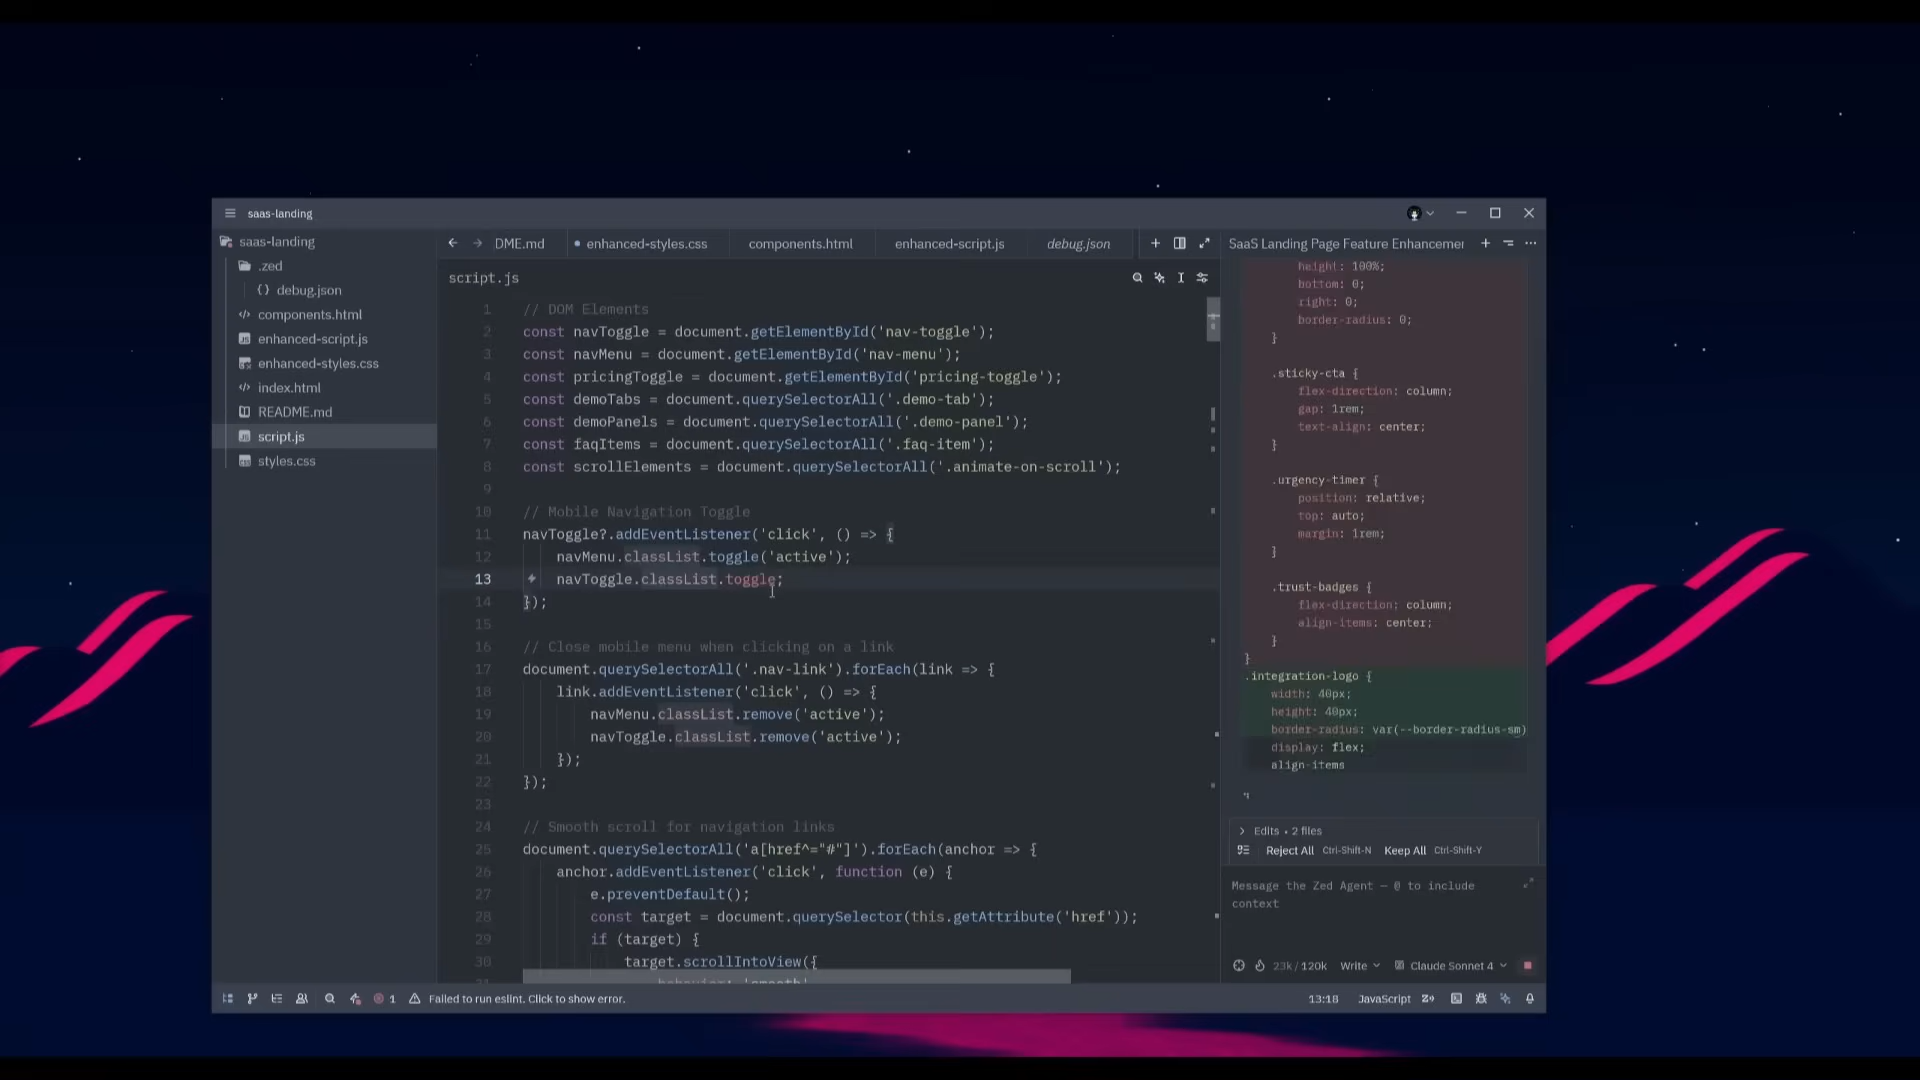 saas-landing
saas-landing
.zed
debug.json
components.html
enhanced-script.js
enhanced-styles.css
index.html
README.md
script.js
styles.css
DME.md
enhanced-styles.css
components.html
enhanced-script.js
debug.json
script.js
1 // DOM Elements
2 const navToggle = document.getElementById('nav-toggle');
3 const navMenu = document.getElementById('nav-menu');
4 const pricingToggle = document.getElementById('pricing-toggle');
5 const demoTabs = document.querySelectorAll('.demo-tab');
6 const demoPanels = document.querySelectorAll('.demo-panel');
7 const faqItems = document.querySelectorAll('.faq-item');
8 const scrollElements = document.querySelectorAll('.animate-on-scroll');
9
10 // Mobile Navigation Toggle
11 navToggle?.addEventListener('click', () => {
12 navMenu.classList.toggle('active');
13 navToggle.classList.toggle;
14 });
15
16 // Close mobile menu when clicking on a link
17 document.querySelectorAll('.nav-link').forEach(link => {
18 link.addEventListener('click', () => {
19 navMenu.classList.remove('active');
20 navToggle.classList.remove('active');
21 });
22 });
23
24 // Smooth scroll for navigation links
25 document.querySelectorAll('a[href^="#"]').forEach(anchor => {
26 anchor.addEventListener('click', function (e) {
27 e.preventDefault();
28 const target = document.querySelector(this.getAttribute('href'));
29 if (target) {
30 target.scrollIntoView({
SaaS Landing Page Feature Enhancemer
height: 100%;
bottom: 0;
right: 0;
border-radius: 0;
}
.sticky-cta {
flex-direction: column;
gap: 1rem;
text-align: center;
}
.urgency-timer {
position: relative;
top: auto;
margin: 1rem;
}
.trust-badges {
flex-direction: column;
align-items: center;
}
}
.integration-logo {
width: 40px;
height: 40px;
border-radius: var(--border-radius-sm)
display: flex;
align-items
Edits • 2 files
Reject All Ctrl-Shift-N Keep All Ctrl-Shift-Y
Message the Zed Agent — @ to include
context
23k / 120k Write Claude Sonnet 4
1 Failed to run eslint. Click to show error.
13:18 JavaScript